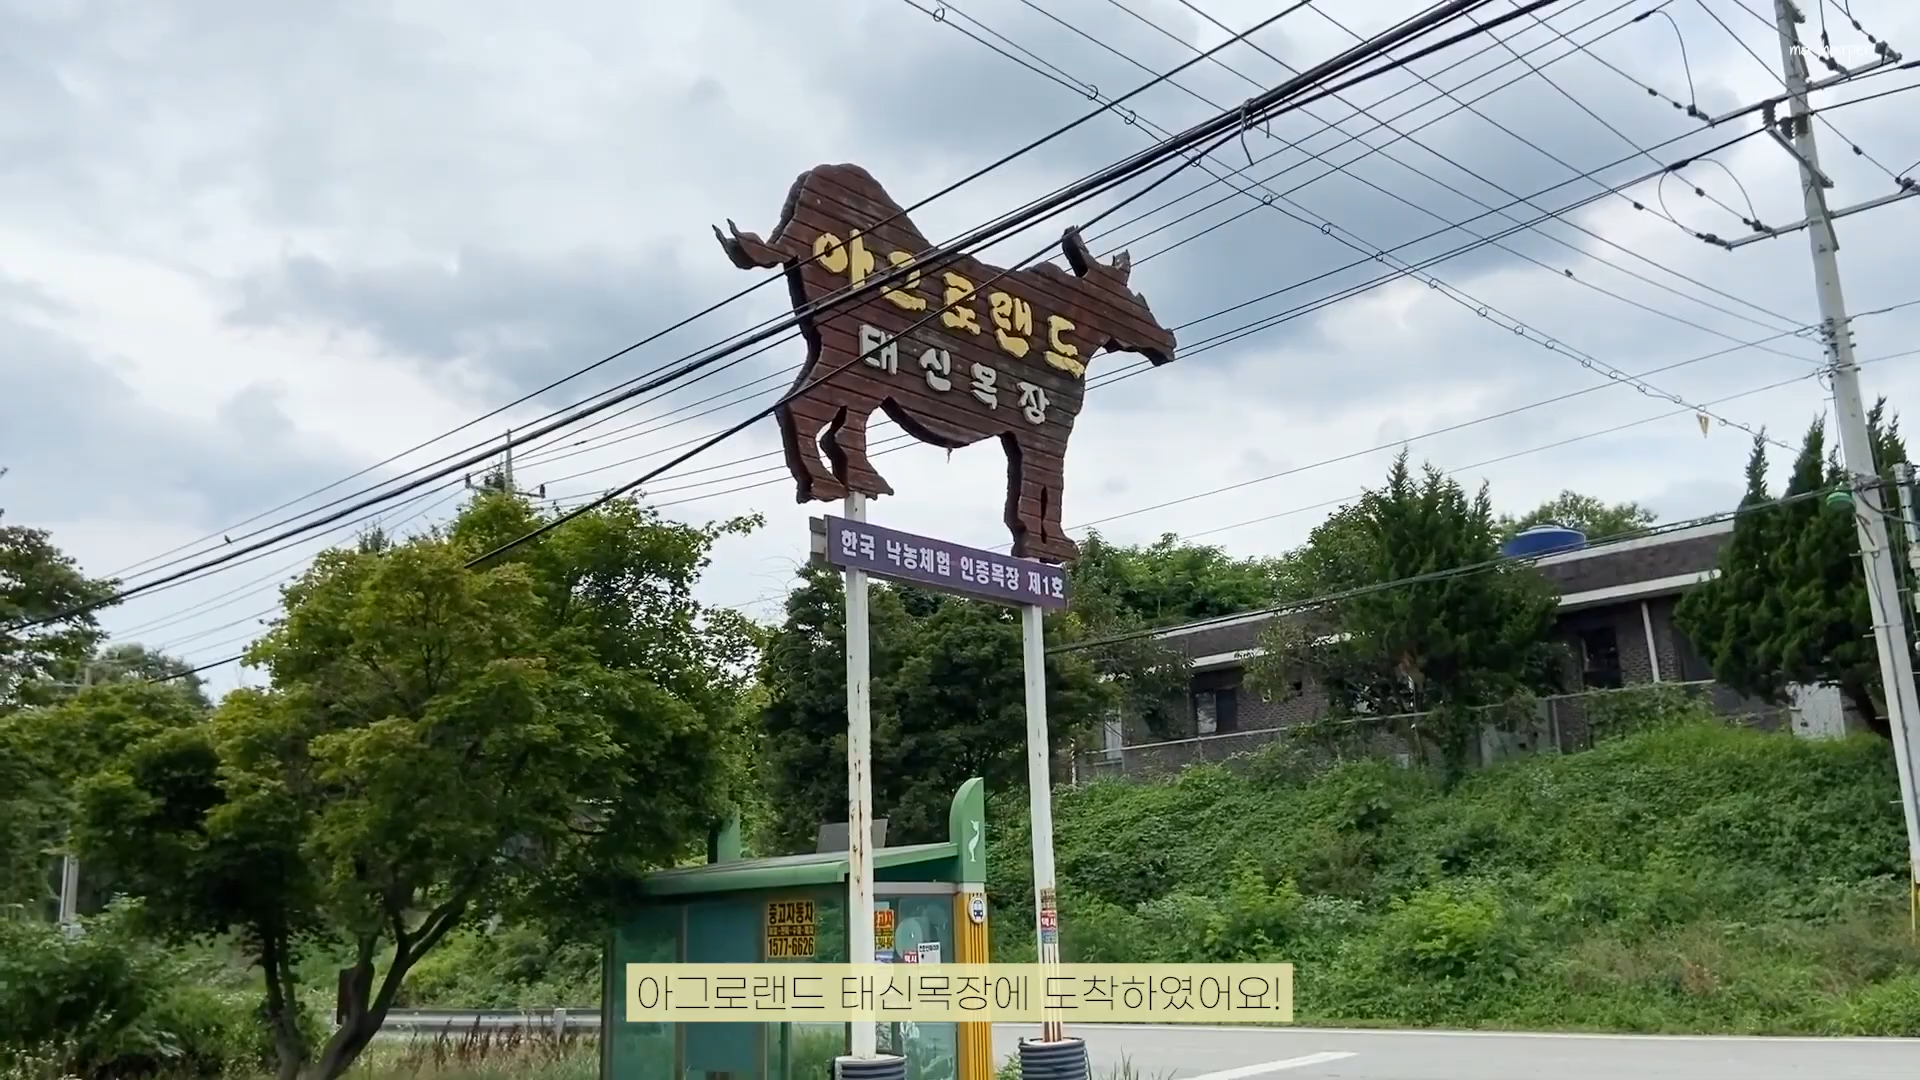 아그로랜드
태신목장
한국 낙농체험 인증목장 제1호
중고자동차
1577-6626
아그로랜드 태신목장에 도착하였어요!